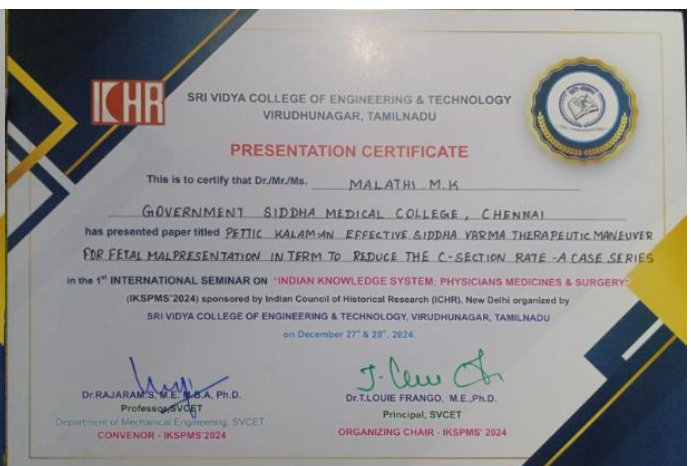 ICHR
SRI VIDYA COLLEGE OF ENGINEERING & TECHNOLOGY
VIRUDHUNAGAR, TAMILNADU
PRESENTATION CERTIFICATE
This is to certify that Dr./Mr./Ms. MALATHI M.K
GOVERNMENT SIDDHA MEDICAL COLLEGE, CHENNAI
has presented paper titled PETTIC KALAM-AN EFFECTIVE SIDDHA VARMA THERAPEUTIC MANEUVER
FOR FETAL MALPRESENTATION IN TERM TO REDUCE THE C-SECTION RATE -A CASE SERIES
in the 1st INTERNATIONAL SEMINAR ON "INDIAN KNOWLEDGE SYSTEM; PHYSICIANS MEDICINES & SURGERY"
(IKSPMS'2024) sponsored by Indian Council of Historical Research (ICHR), New Delhi organized by
SRI VIDYA COLLEGE OF ENGINEERING & TECHNOLOGY, VIRUDHUNAGAR, TAMILNADU
on December 27th & 28th, 2024.
Dr.RAJARAM.S, M.E, M.B.A, Ph.D.
Professor, SVCET
Department of Mechanical Engineering, SVCET
CONVENOR - IKSPMS'2024
Dr.T.LOUIE FRANGO, M.E.,Ph.D.
Principal, SVCET
ORGANIZING CHAIR - IKSPMS' 2024